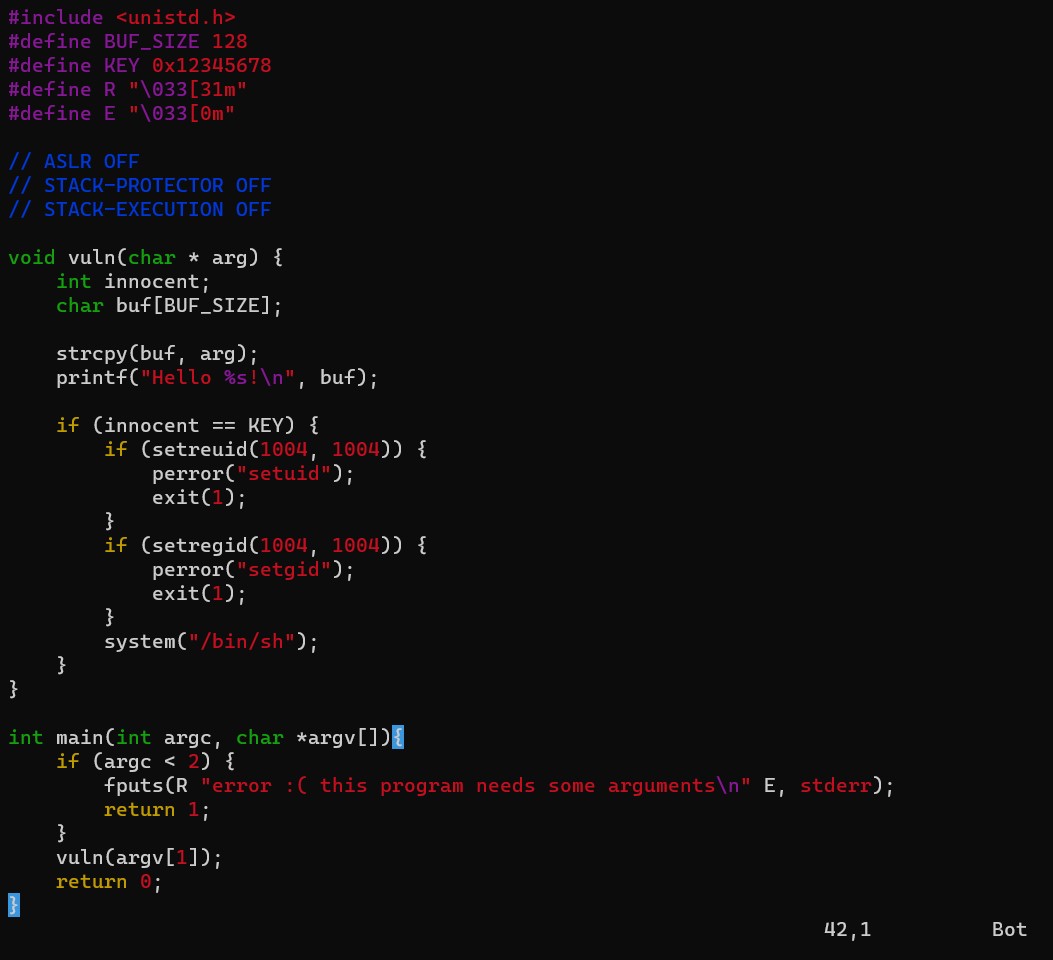 #include <unistd.h>
#define BUF_SIZE 128
#define KEY 0x12345678
#define R "\033[31m"
#define E "\033[0m"

// ASLR OFF
// STACK-PROTECTOR OFF
// STACK-EXECUTION OFF

void vuln(char * arg) {
    int innocent;
    char buf[BUF_SIZE];

    strcpy(buf, arg);
    printf("Hello %s!\n", buf);

    if (innocent == KEY) {
        if (setreuid(1004, 1004)) {
            perror("setuid");
            exit(1);
        }
        if (setregid(1004, 1004)) {
            perror("setgid");
            exit(1);
        }
        system("/bin/sh");
    }
}

int main(int argc, char *argv[]){
    if (argc < 2) {
        fputs(R "error :( this program needs some arguments\n" E, stderr);
        return 1;
    }
    vuln(argv[1]);
    return 0;
}
42,1 Bot